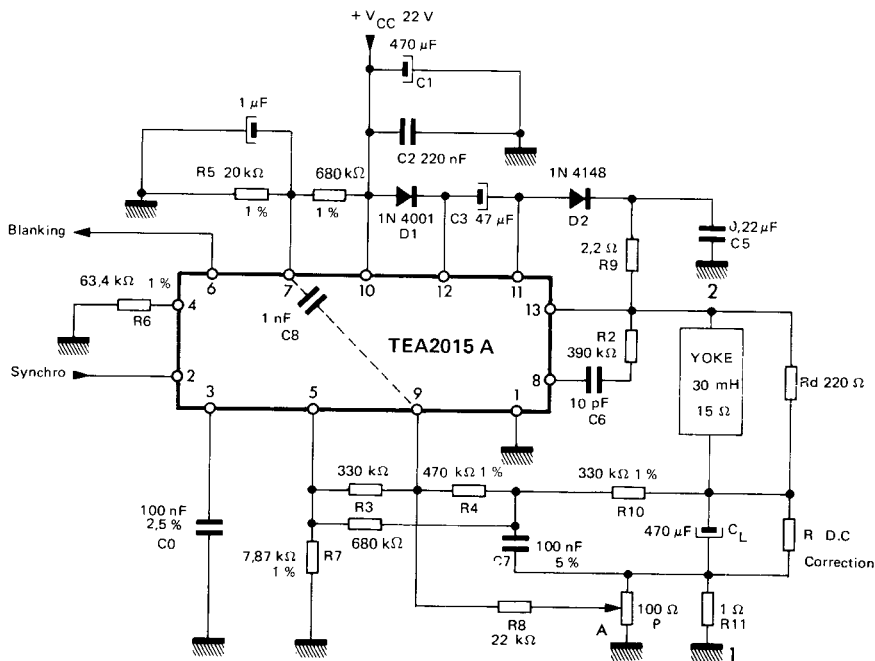 + VCC 22 V
470 µF
C1
1 µF
C2 220 nF
R5 20 kΩ
1 %
680 kΩ
1 %
1N 4001
D1
C3 47 µF
1N 4148
D2
0,22 µF
C5
2,2 Ω
R9
Blanking
63,4 kΩ 1 %
R6
Synchro
6
7
10
12
11
4
2
3
5
9
1
8
13
1 nF
C8
TEA2015 A
R2
390 kΩ
10 pF
C6
2
YOKE
30 mH
15 Ω
Rd 220 Ω
100 nF
2,5 %
C0
330 kΩ
R3
470 kΩ 1 %
R4
330 kΩ 1 %
R10
680 kΩ
7,87 kΩ
1 %
R7
C7
100 nF
5 %
470 µF
CL
R D.C
Correction
R8
22 kΩ
A
100 Ω
P
1 Ω
R11
1